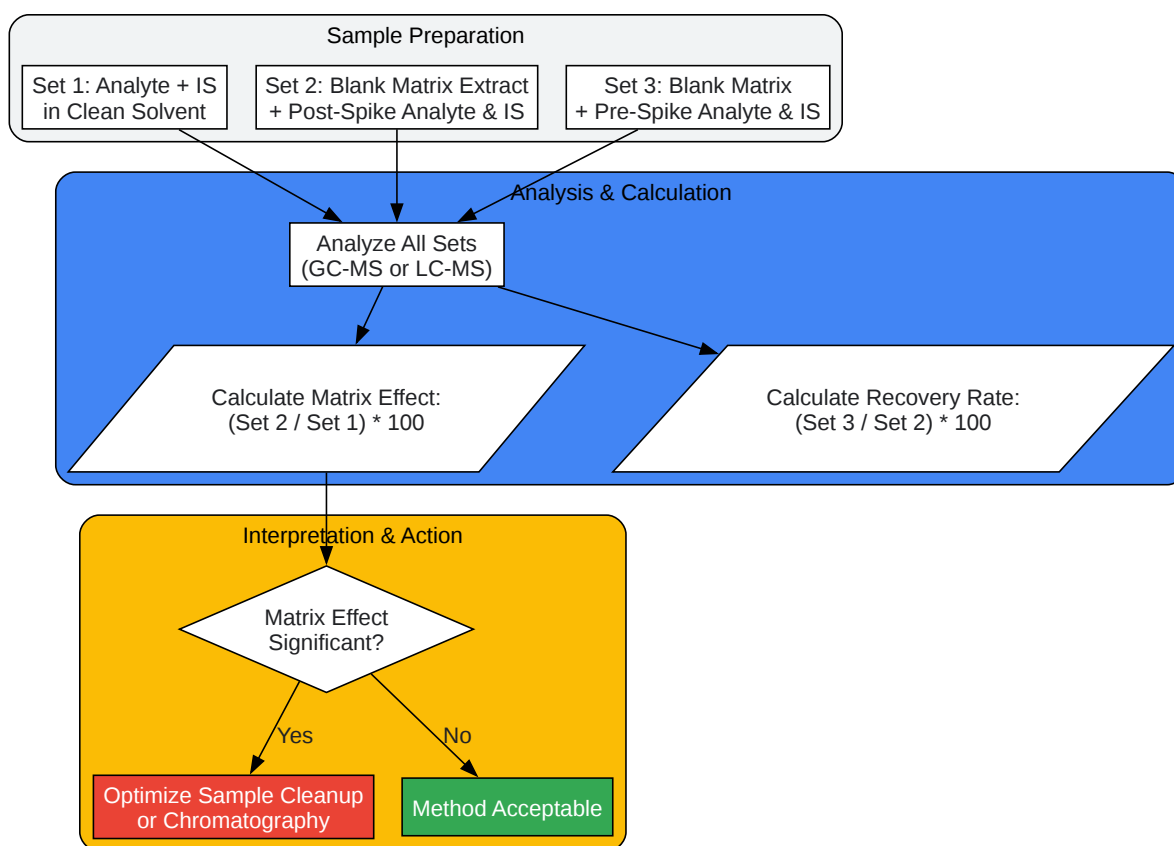 Sample Preparation
Set 1: Analyte + IS
in Clean Solvent
Set 2: Blank Matrix Extract
+ Post-Spike Analyte & IS
Set 3: Blank Matrix
+ Pre-Spike Analyte & IS
Analysis & Calculation
Analyze All Sets
(GC-MS or LC-MS)
Calculate Matrix Effect:
(Set 2 / Set 1) * 100
Calculate Recovery Rate:
(Set 3 / Set 2) * 100
Interpretation & Action
Matrix Effect
Significant?
Yes
No
Optimize Sample Cleanup
or Chromatography
Method Acceptable